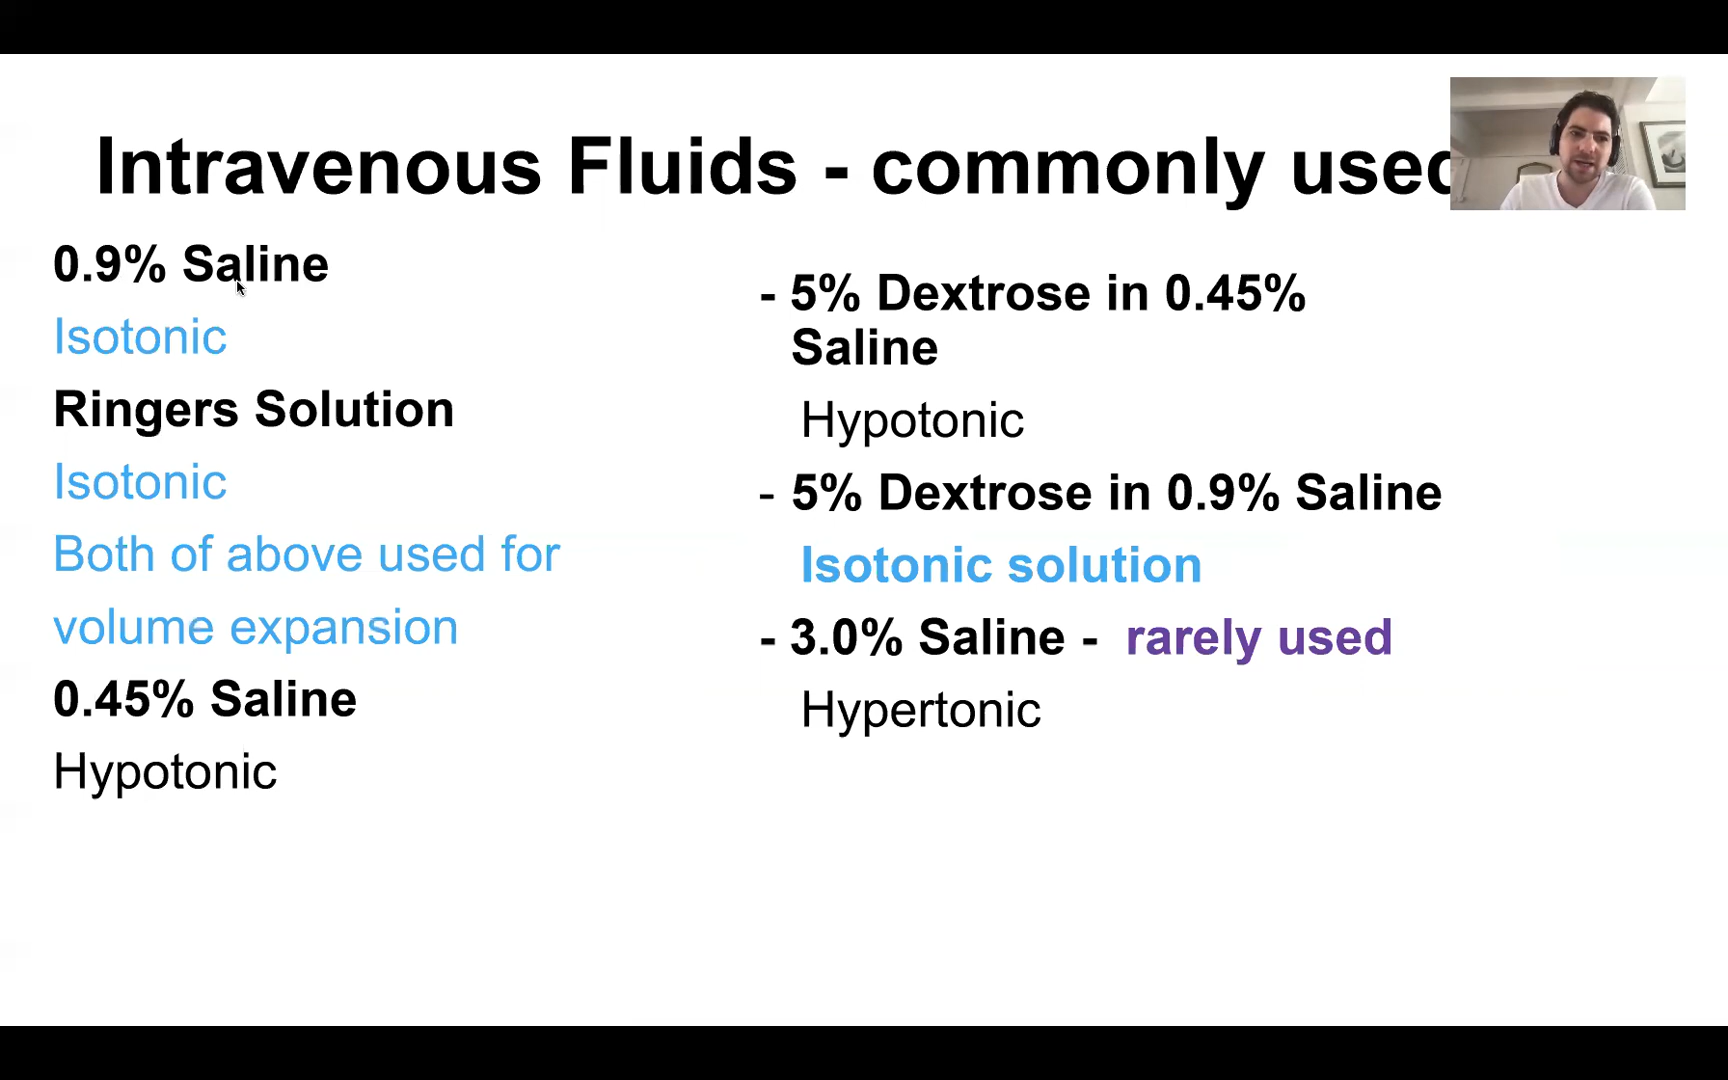 Intravenous Fluids - commonly used
0.9% Saline
Isotonic
Ringers Solution
Isotonic
Both of above used for
volume expansion
0.45% Saline
Hypotonic
- 5% Dextrose in 0.45%
Saline
Hypotonic
- 5% Dextrose in 0.9% Saline
Isotonic solution
- 3.0% Saline - rarely used
Hypertonic